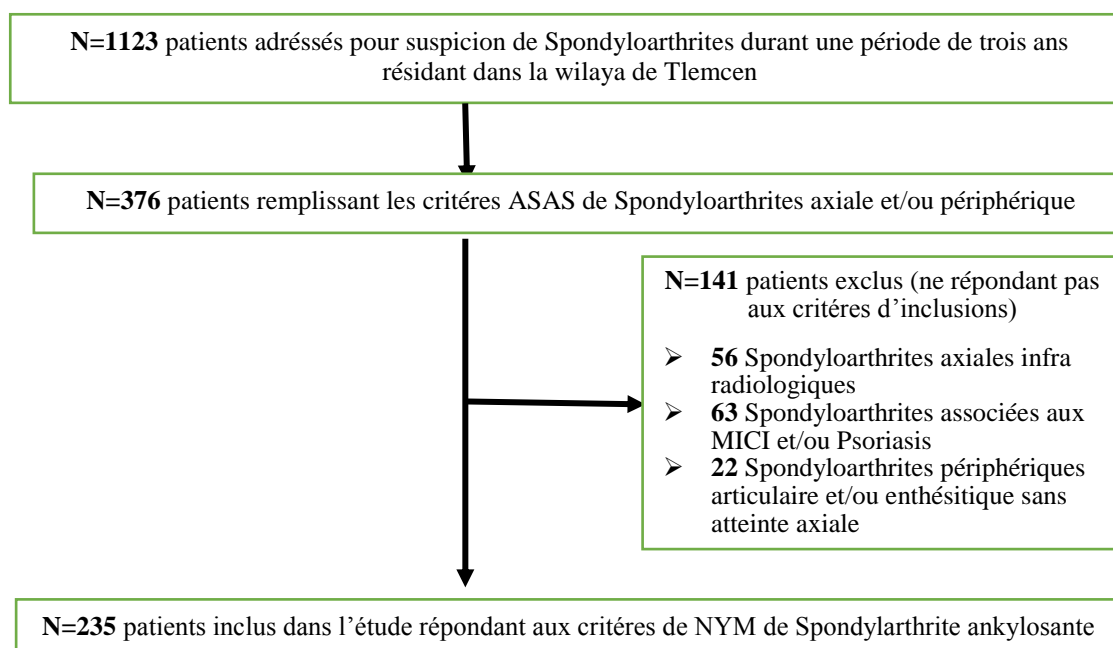 N=1123 patients adréssés pour suspicion de Spondyloarthrites durant une période de trois ans
résidant dans la wilaya de Tlemcen
N=376 patients remplissant les critéres ASAS de Spondyloarthrites axiale et/ou périphérique
N=141 patients exclus (ne répondant pas
aux critéres d’inclusions)
➢ 56 Spondyloarthrites axiales infra
radiologiques
➢ 63 Spondyloarthrites associées aux
MICI et/ou Psoriasis
➢ 22 Spondyloarthrites périphériques
articulaire et/ou enthésitique sans
atteinte axiale
N=235 patients inclus dans l’étude répondant aux critéres de NYM de Spondylarthrite ankylosante